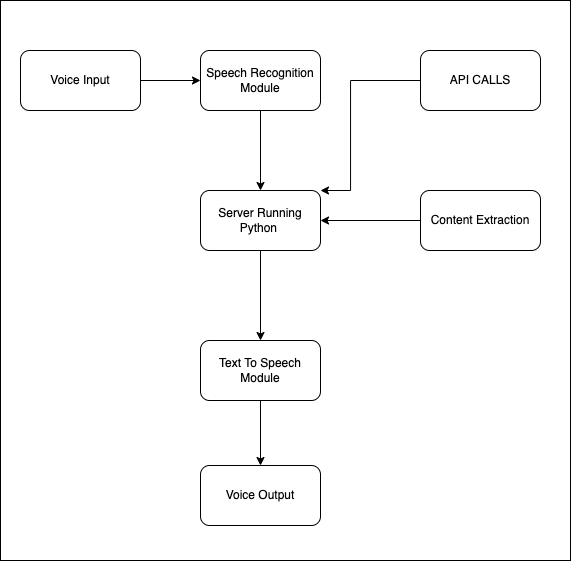 Voice Input
Speech Recognition
Module
API CALLS
Server Running
Python
Content Extraction
Text To Speech
Module
Voice Output